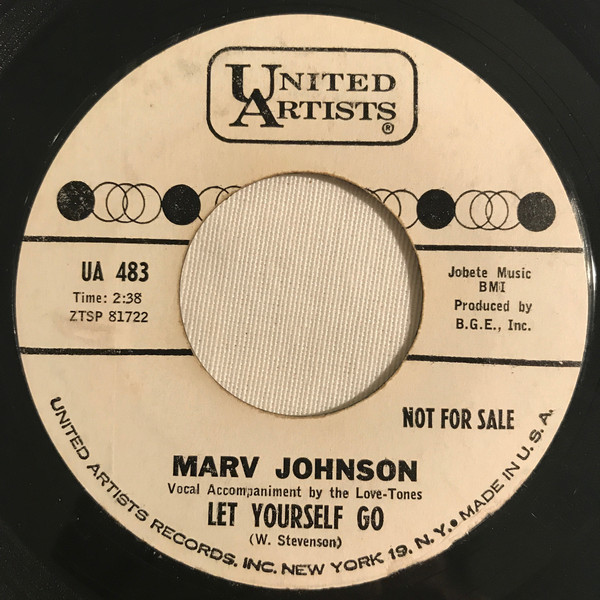 UNITED
ARTISTS®
UA 483
Time: 2:38
ZTSP 81722
Jobete Music
BMI
Produced by
B.G.E., Inc.
NOT FOR SALE
MARV JOHNSON
Vocal Accompaniment by the Love-Tones
LET YOURSELF GO
(W. Stevenson)
UNITED ARTISTS RECORDS, INC. NEW YORK 19, N. Y. • MADE IN U. S. A.